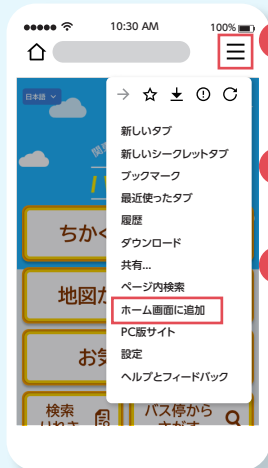 10:30 AM
100%
日本語
新しいタブ
新しいシークレットタブ
ブックマーク
最近使ったタブ
履歴
ダウンロード
共有...
ページ内検索
ホーム画面に追加
PC版サイト
設定
ヘルプとフィードバック
ちかく
地図か
お気
検索
バス停から